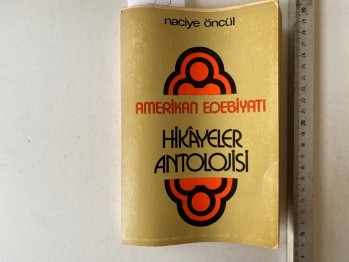 naciye öncül
AMERİKAN EDEBİYATI
HİKÂYELER
ANTOLOJİSİ